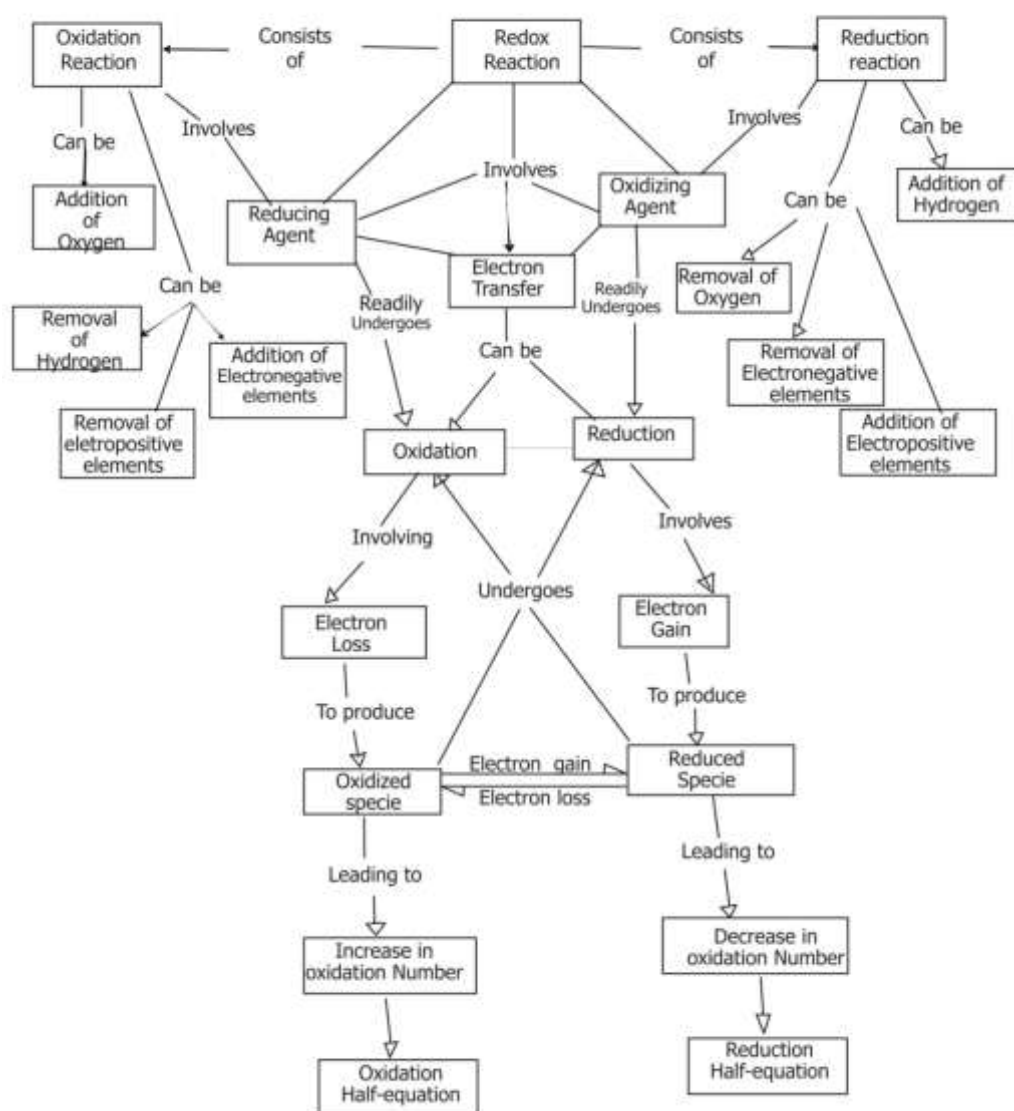 Oxidation
Reaction
Consists
of
Redox
Reaction
Consists
of
Reduction
reaction
Can be
Involves
Involves
Can be
Involves
Addition
of
Oxygen
Reducing
Agent
Oxidizing
Agent
Can be
Addition of
Hydrogen
Electron
Transfer
Removal of
Oxygen
Can be
Readily
Undergoes
Readily
Undergoes
Removal
of
Hydrogen
Addition of
Electronegative
elements
Can be
Removal of
Electronegative
elements
Removal of
eletropositive
elements
Oxidation
Reduction
Addition of
Electropositive
elements
Involving
Involves
Undergoes
Electron
Loss
Electron
Gain
To produce
To produce
Oxidized
specie
Electron gain
Electron loss
Reduced
Specie
Leading to
Leading to
Increase in
oxidation Number
Decrease in
oxidation Number
Oxidation
Half-equation
Reduction
Half-equation